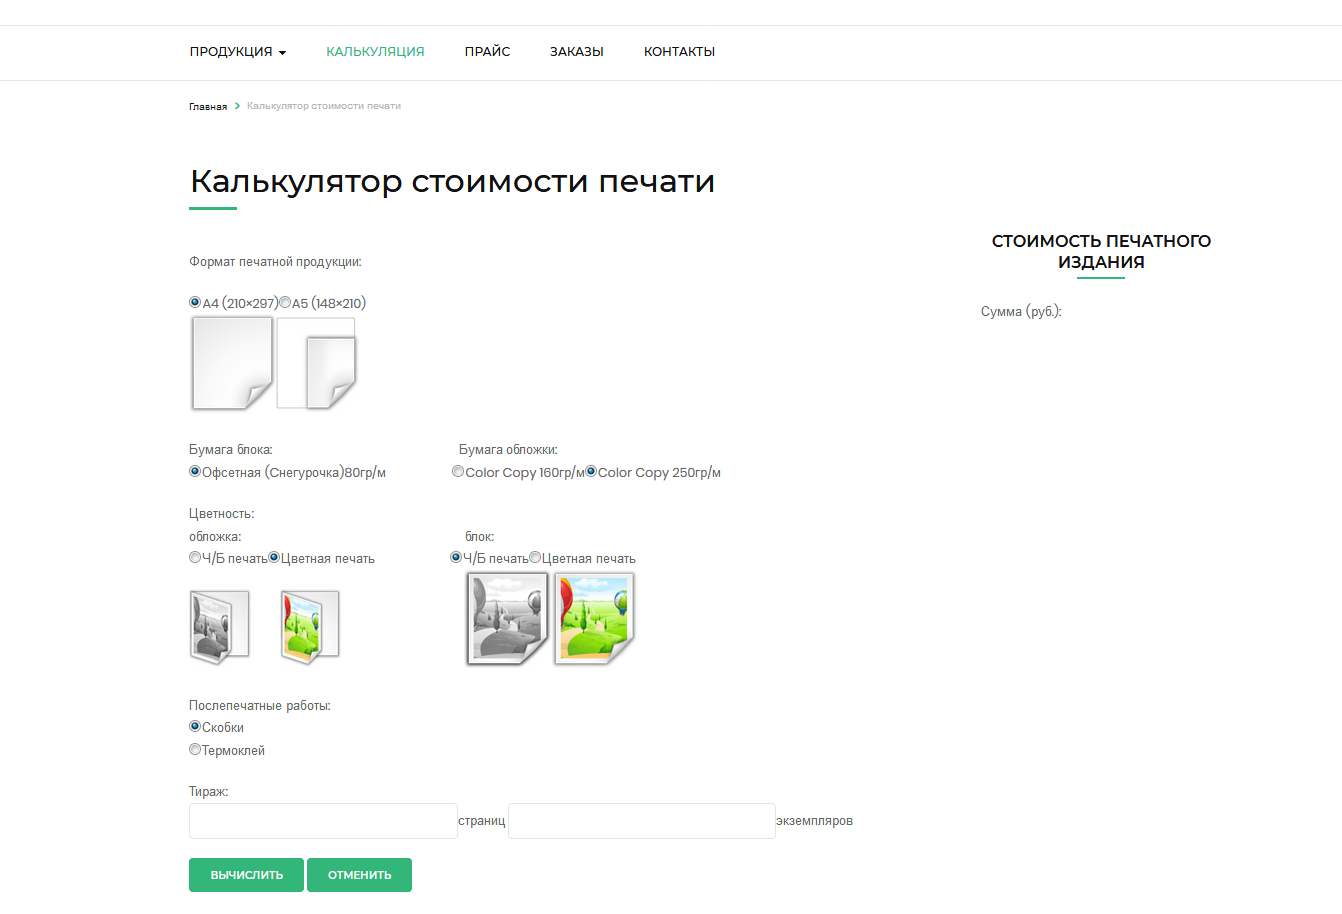 ПРОДУКЦИЯ КАЛЬКУЛЯЦИЯ ПРАЙС ЗАКАЗЫ КОНТАКТЫ
Главная > Калькулятор стоимости печати
Калькулятор стоимости печати
СТОИМОСТЬ ПЕЧАТНОГО
ИЗДАНИЯ
Формат печатной продукции:
А4 (210×297) А5 (148×210)
Сумма (руб.):
Бумага блока: Бумага обложки:
Офсетная (Снегурочка)80гр/м Color Copy 160гр/м Color Copy 250гр/м
Цветность:
обложка: блок:
Ч/Б печать Цветная печать Ч/Б печать Цветная печать
Послепечатные работы:
Скобки
Термоклей
Тираж:
страниц экземпляров
ВЫЧИСЛИТЬ ОТМЕНИТЬ